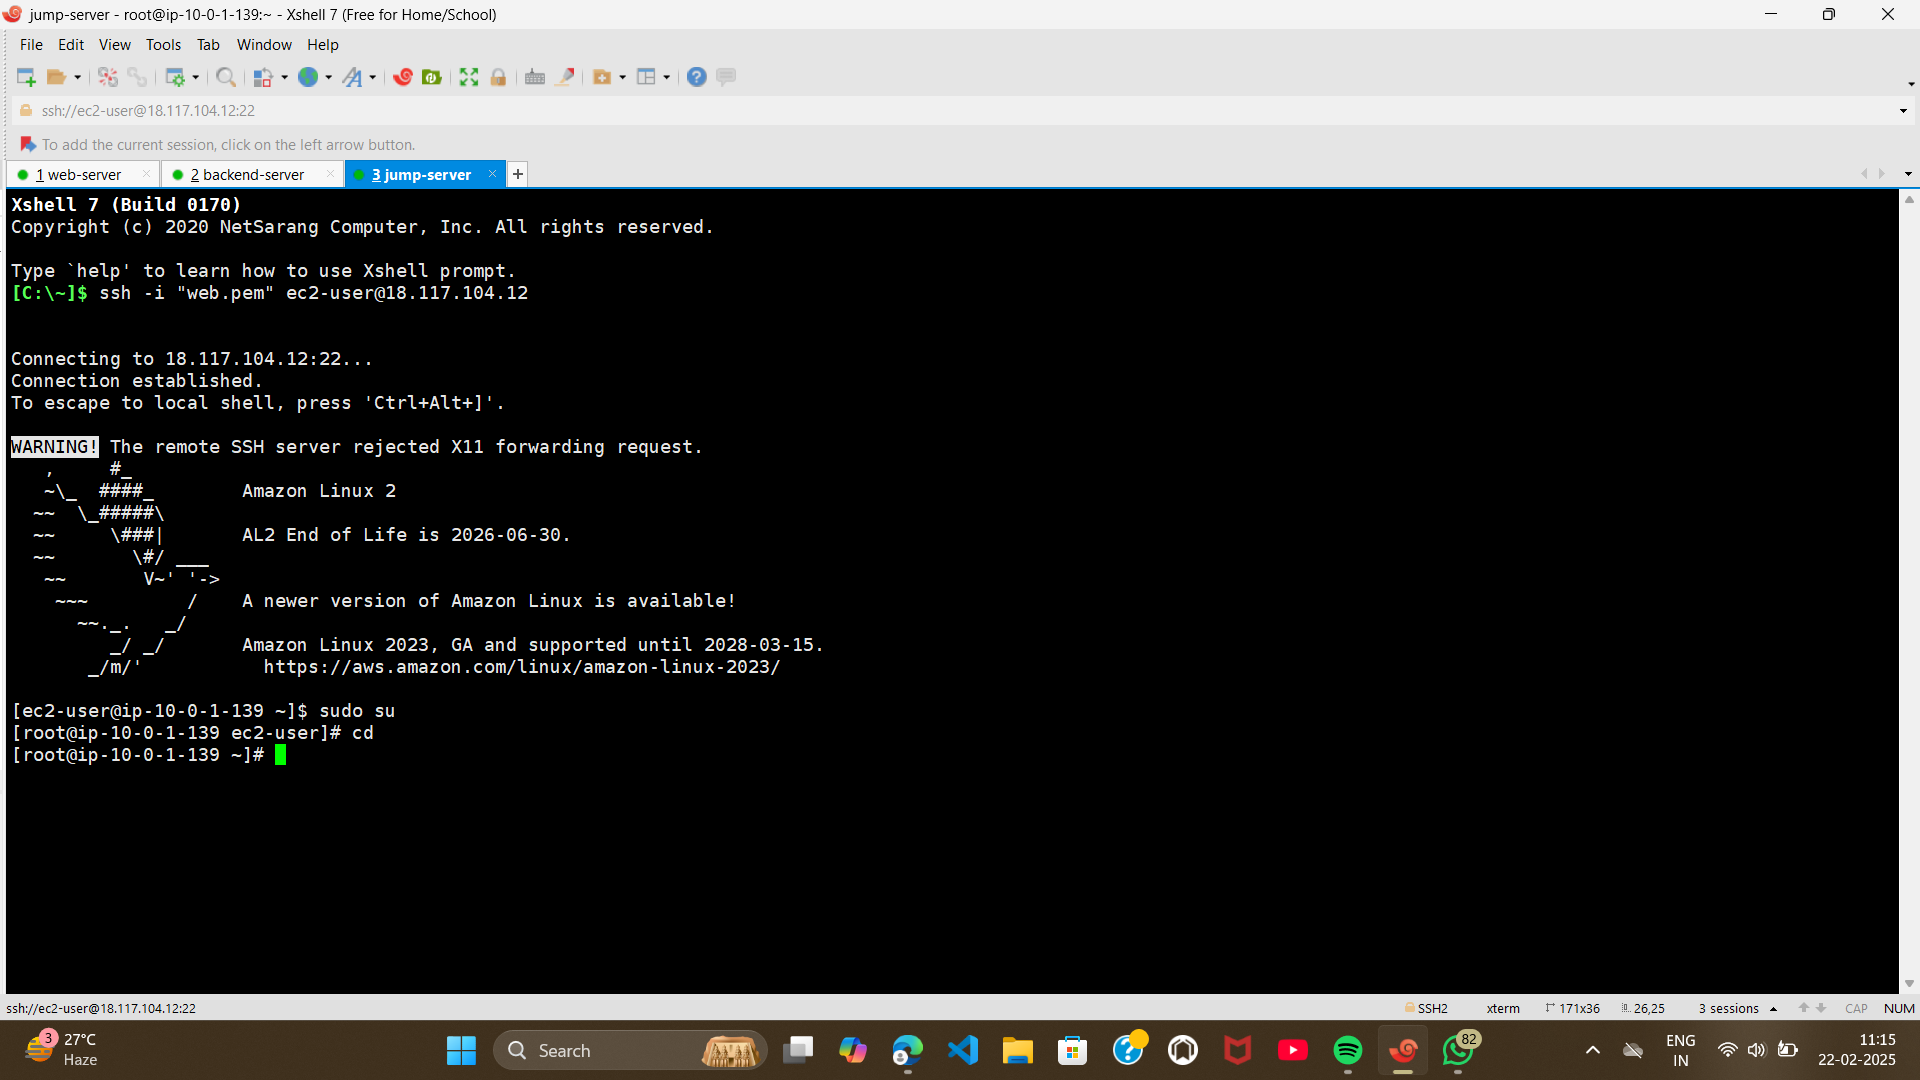 jump-server - root@ip-10-0-1-139:~ - Xshell 7 (Free for Home/School)
File Edit View Tools Tab Window Help
ssh://ec2-user@18.117.104.12:22
To add the current session, click on the left arrow button.
1 web-server 2 backend-server 3 jump-server
Xshell 7 (Build 0170)
Copyright (c) 2020 NetSarang Computer, Inc. All rights reserved.
Type `help' to learn how to use Xshell prompt.
[C:\~]$ ssh -i "web.pem" ec2-user@18.117.104.12
Connecting to 18.117.104.12:22...
Connection established.
To escape to local shell, press 'Ctrl+Alt+]'.
WARNING! The remote SSH server rejected X11 forwarding request.
   ,     #_
   ~\_  ####_        Amazon Linux 2
  ~~  \_#####\
  ~~     \###|       AL2 End of Life is 2026-06-30.
  ~~       \#/ ___
   ~~       V~' '->
    ~~~         /    A newer version of Amazon Linux is available!
      ~~._.   _/
         _/ _/       Amazon Linux 2023, GA and supported until 2028-03-15.
       _/m/'           https://aws.amazon.com/linux/amazon-linux-2023/
[ec2-user@ip-10-0-1-139 ~]$ sudo su
[root@ip-10-0-1-139 ec2-user]# cd
[root@ip-10-0-1-139 ~]#
ssh://ec2-user@18.117.104.12:22 SSH2 xterm 171x36 26,25 3 sessions CAP NUM
3 27°C Haze Search 82 ENG IN 11:15 22-02-2025